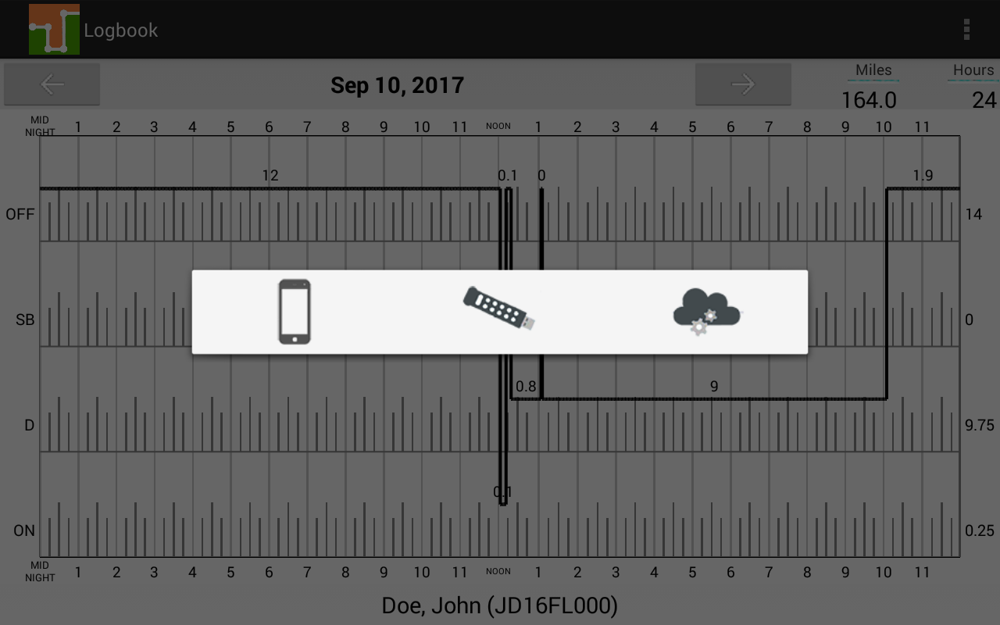 Logbook
Sep 10, 2017
Miles
164.0
Hours
24
MID NIGHT 1 2 3 4 5 6 7 8 9 10 11 NOON 1 2 3 4 5 6 7 8 9 10 11
12 0.1 0 1.9
OFF 14
SB 0
0.8 9
D 9.75
0.1
ON 0.25
MID NIGHT 1 2 3 4 5 6 7 8 9 10 11 NOON 1 2 3 4 5 6 7 8 9 10 11
Doe, John (JD16FL000)